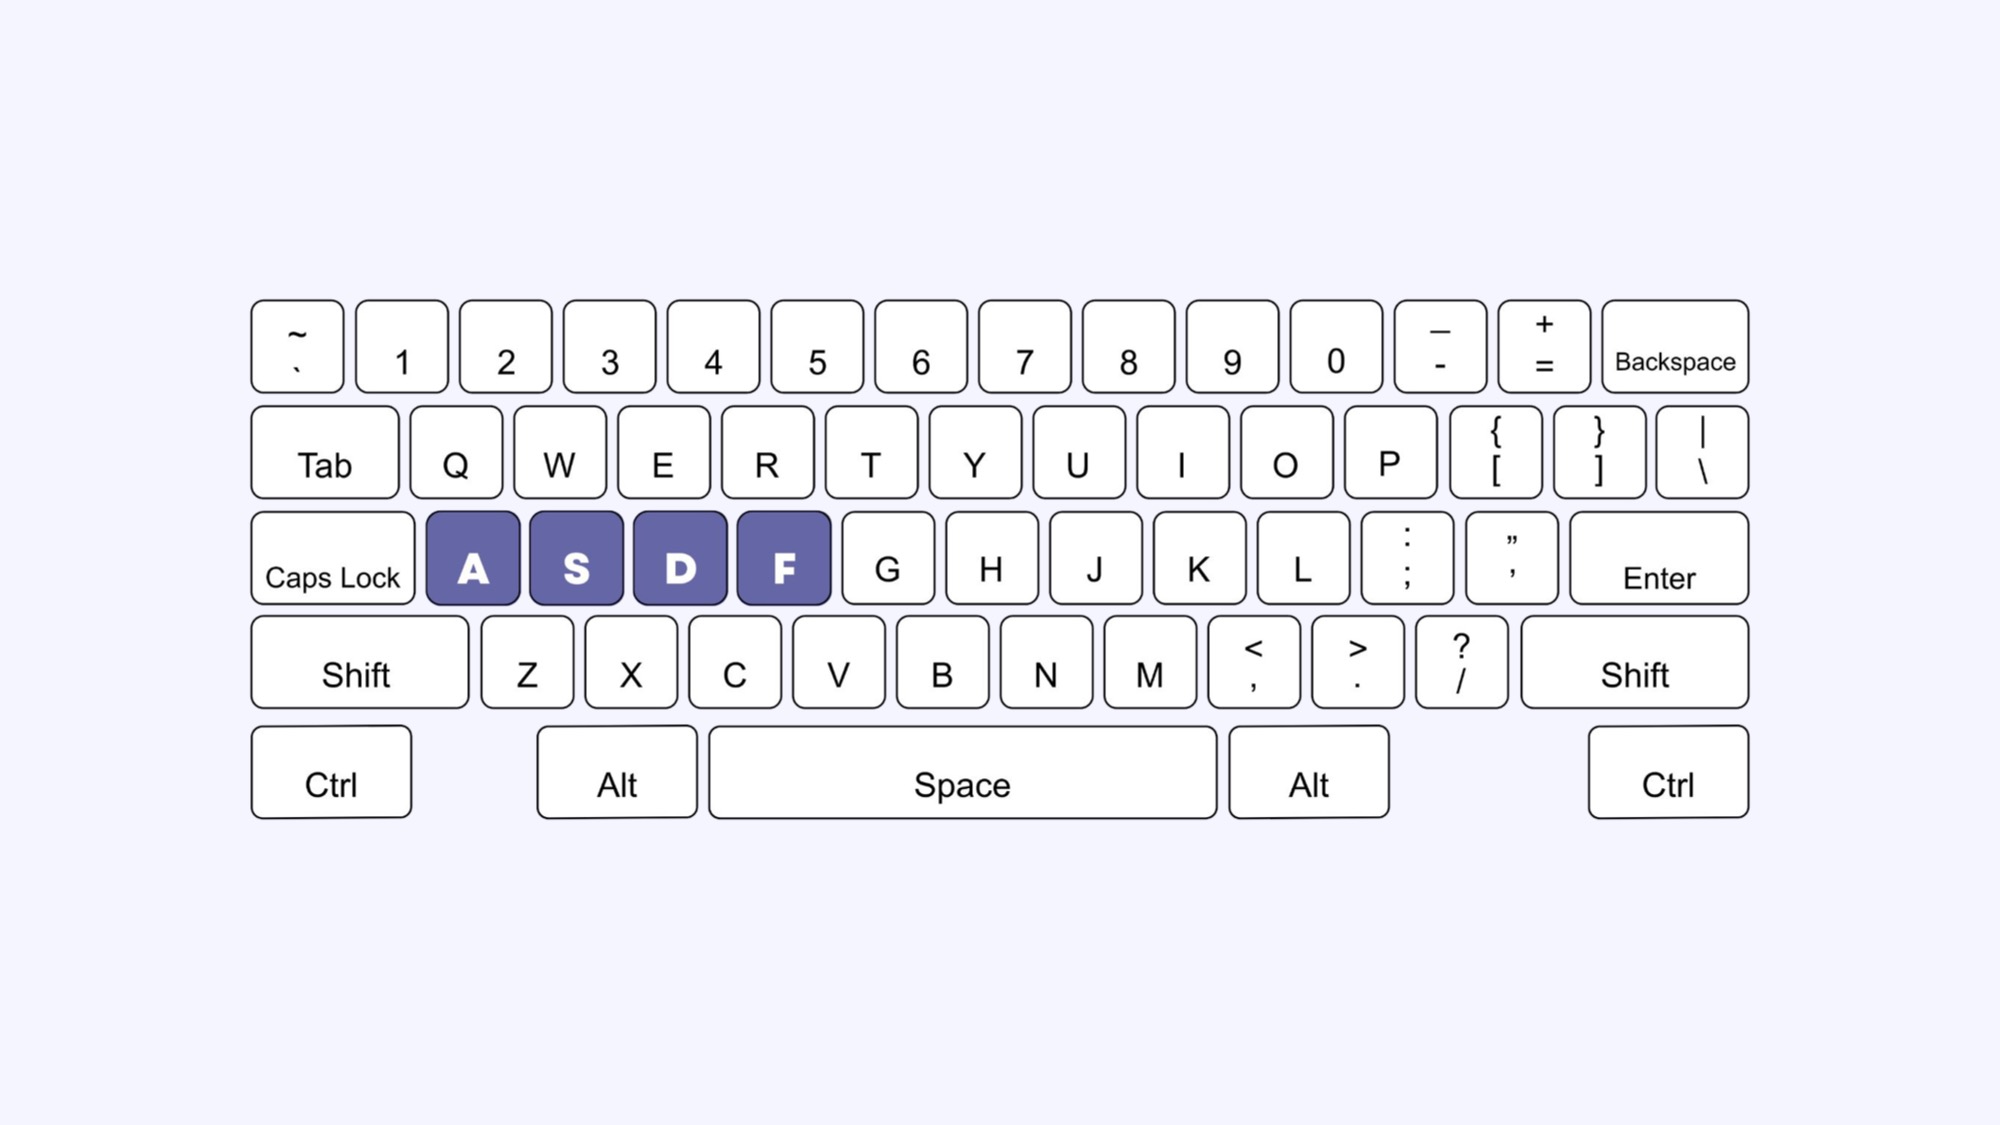 ~ _ +
` 1 2 3 4 5 6 7 8 9 0 - = Backspace
{ } |
Tab Q W E R T Y U I O P [ ] \
: ”
Caps Lock A S D F G H J K L ; ’ Enter
< > ?
Shift Z X C V B N M , . / Shift
Ctrl Alt Space Alt Ctrl